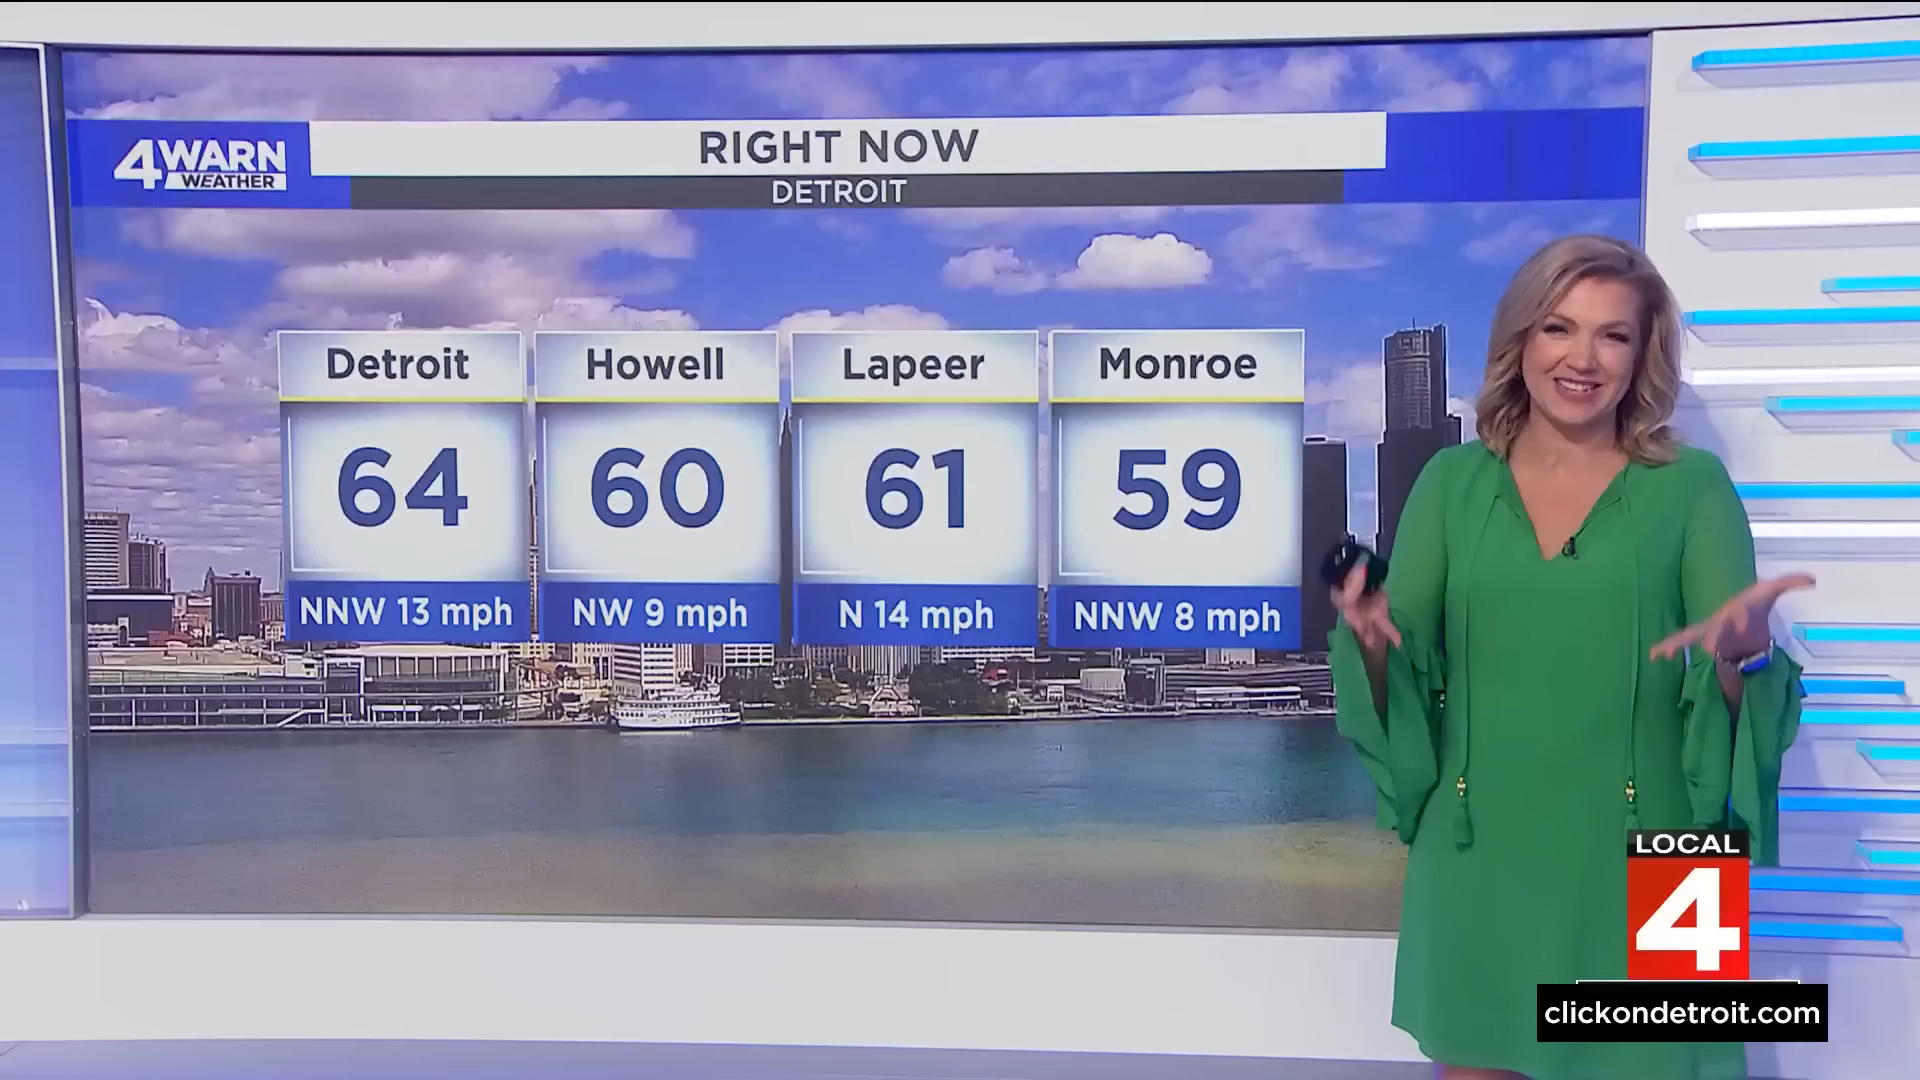 4WARN
WEATHER
RIGHT NOW
DETROIT
Detroit
64
NNW 13 mph
Howell
60
NW 9 mph
Lapeer
61
N 14 mph
Monroe
59
NNW 8 mph
LOCAL
4
clickondetroit.com